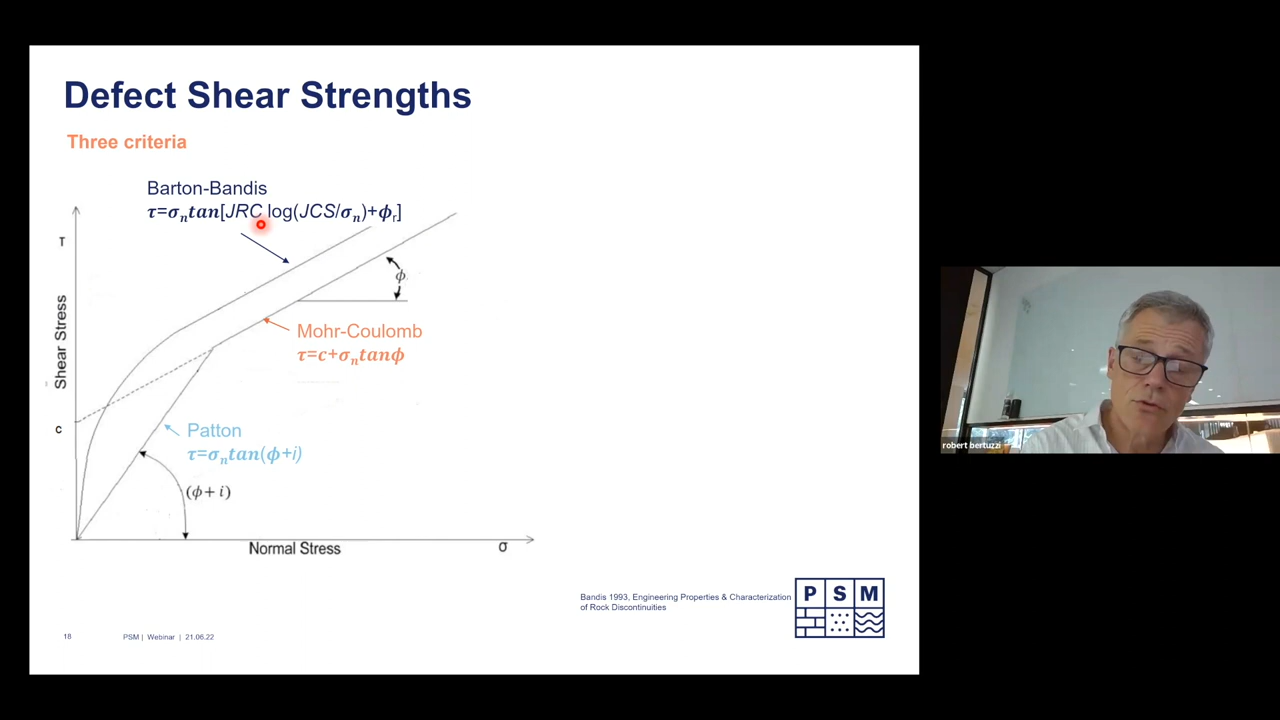 Defect Shear Strengths
Three criteria
Barton-Bandis
τ=σₙtan[JRC log(JCS/σₙ)+ϕᵣ]
T
Shear Stress
c
ϕ
Mohr-Coulomb
τ=c+σₙtanϕ
Patton
τ=σₙtan(ϕ+i)
(ϕ+i)
Normal Stress
σ
Bandis 1993, Engineering Properties & Characterization
of Rock Discontinuities
P S M
18
PSM | Webinar | 21.06.22
robert bertuzzi